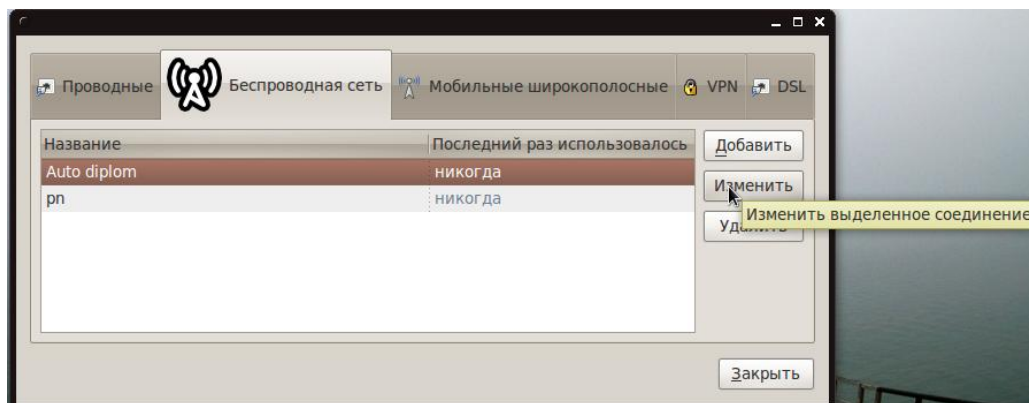 Проводные
Беспроводная сеть
Мобильные широкополосные
VPN
DSL
Название
Последний раз использовалось
Добавить
Auto diplom
никогда
Изменить
pn
никогда
Изменить выделенное соединение
Удалить
Закрыть